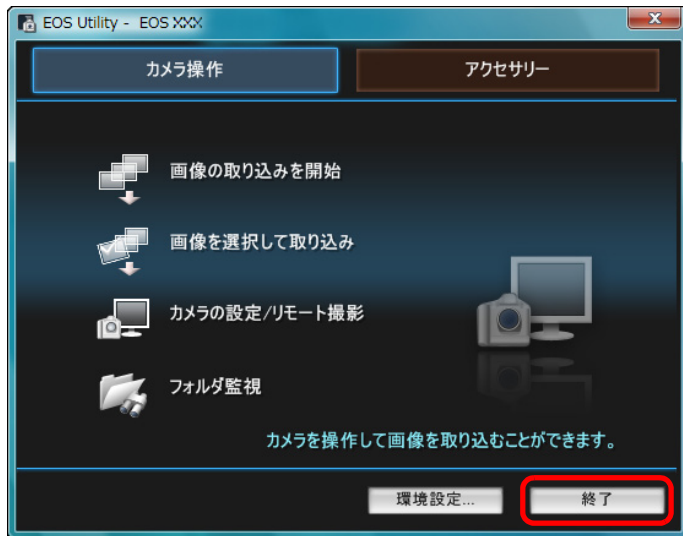 EOS Utility - EOS XXX
カメラ操作
アクセサリー
画像の取り込みを開始
画像を選択して取り込み
カメラの設定/リモート撮影
フォルダ監視
カメラを操作して画像を取り込むことができます。
環境設定...
終了